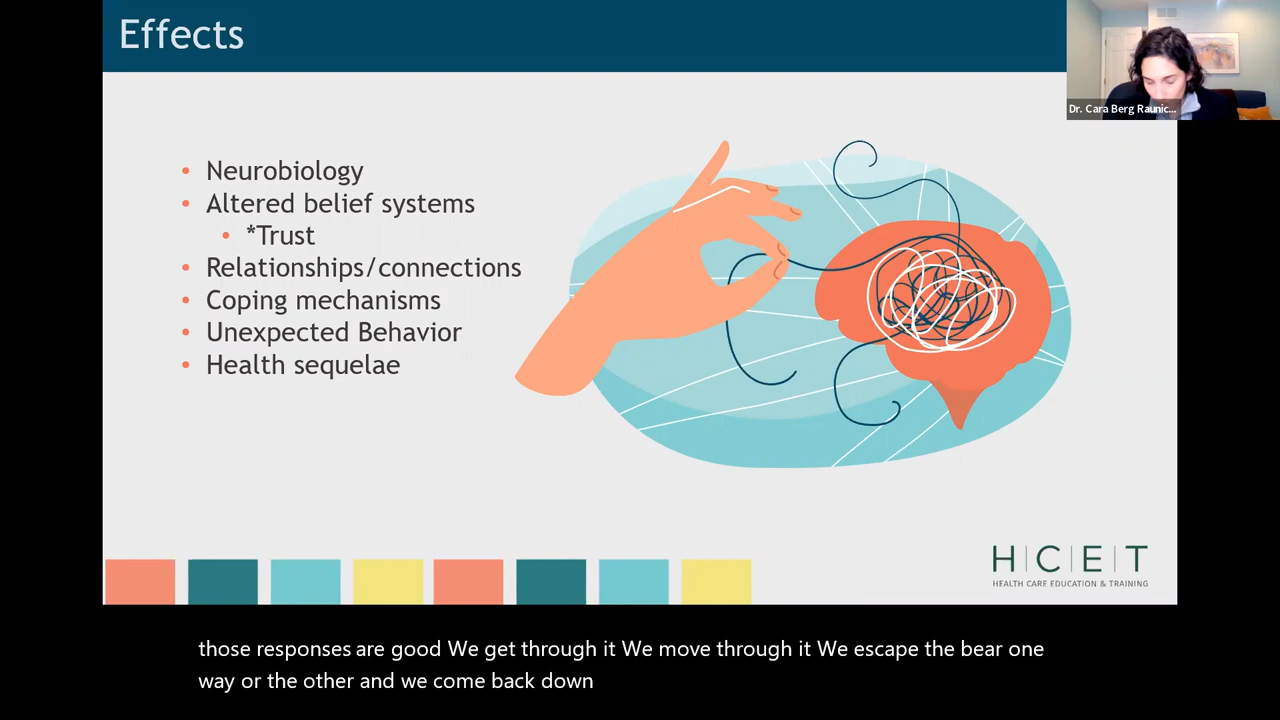 Effects
Dr. Cara Berg Raunic...
• Neurobiology
• Altered belief systems
• *Trust
• Relationships/connections
• Coping mechanisms
• Unexpected Behavior
• Health sequelae
H|C|E|T
HEALTH CARE EDUCATION & TRAINING
those responses are good We get through it We move through it We escape the bear one
way or the other and we come back down